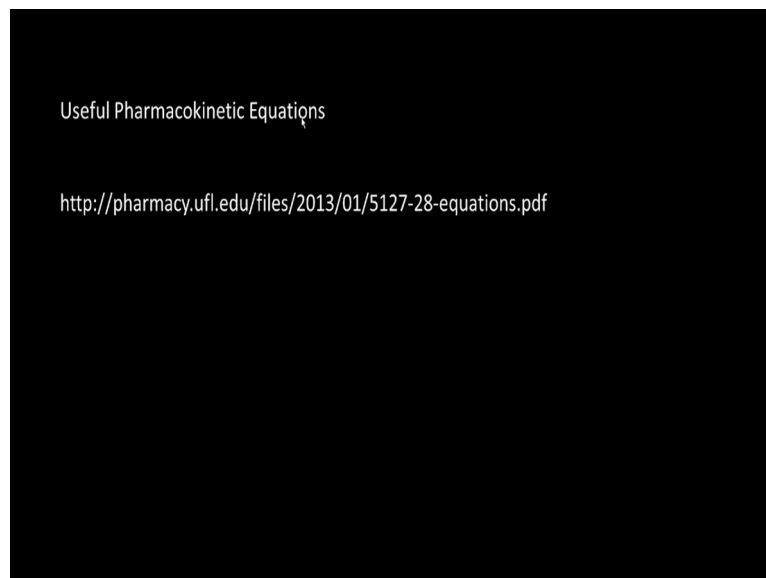 Useful Pharmacokinetic Equations
http://pharmacy.ufl.edu/files/2013/01/5127-28-equations.pdf